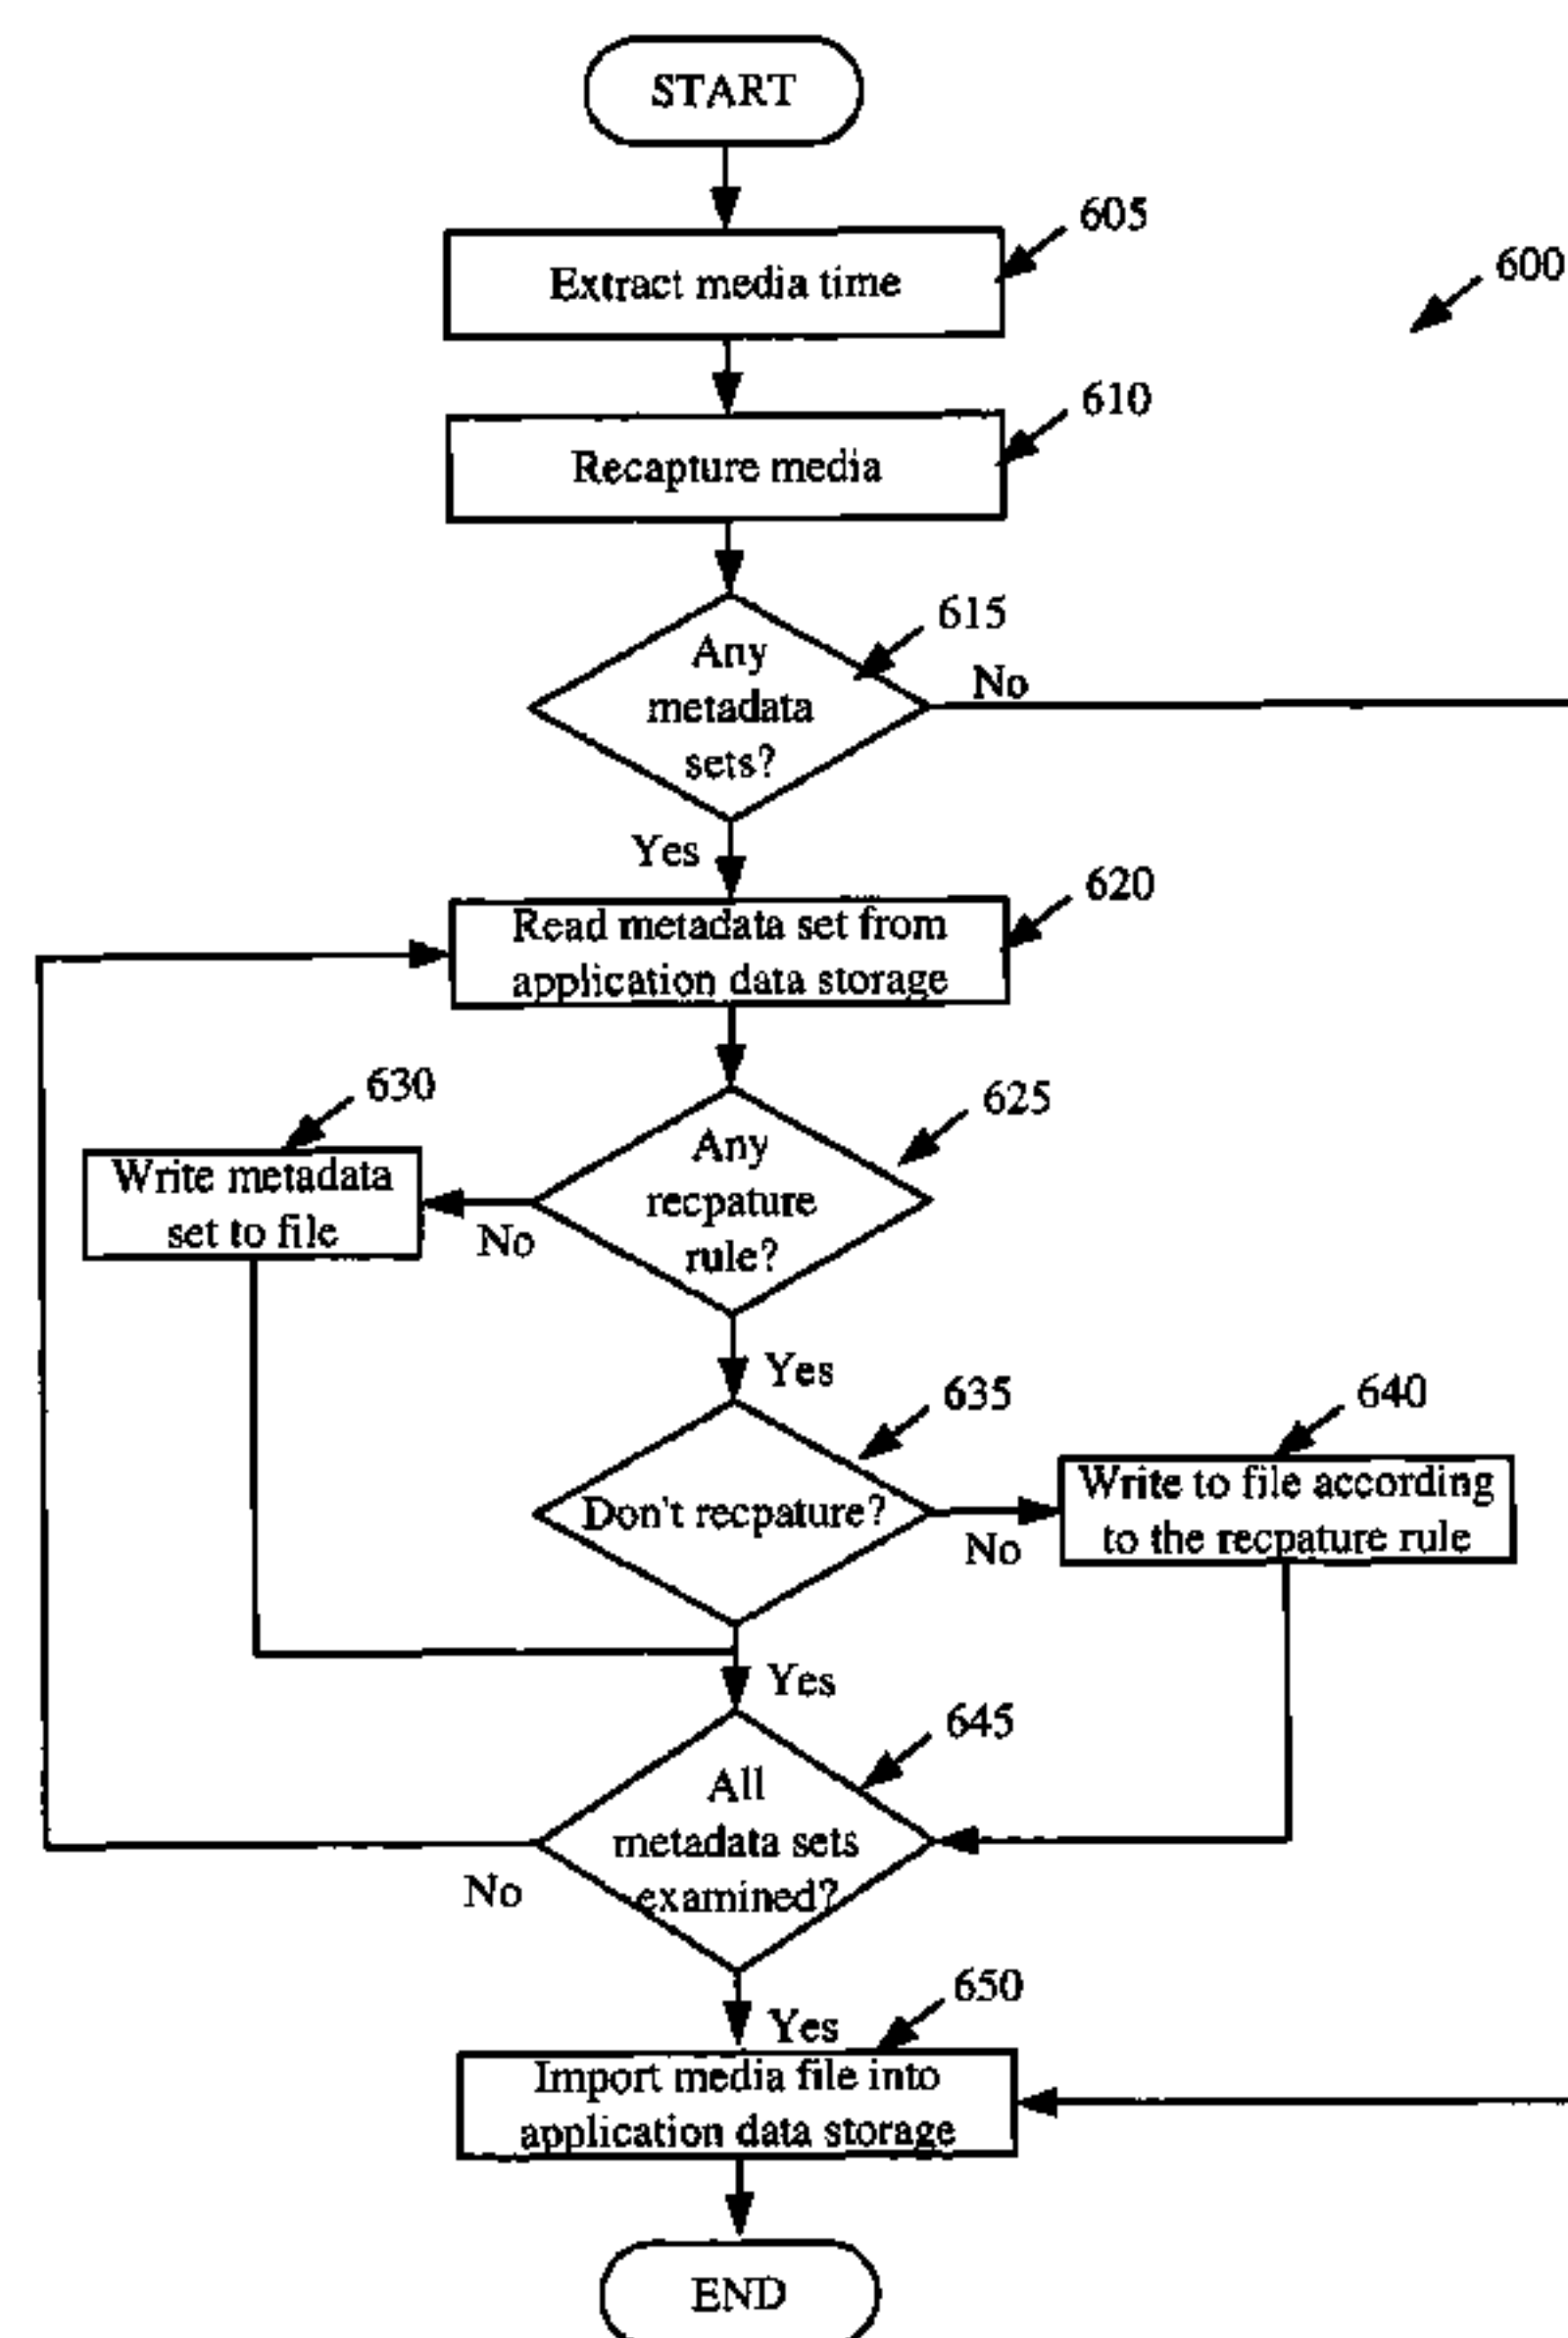 START
605
600
Extract media time
610
Recapture media
615
Any
metadata
sets?
No
Yes
620
Read metadata set from
application data storage
630
625
Write metadata
set to file
Any
recpature
rule?
No
Yes
635
640
Don't recpature?
Write to file according
to the recpature rule
No
Yes
645
All
metadata sets
examined?
No
650
Yes
Import media file into
application data storage
END